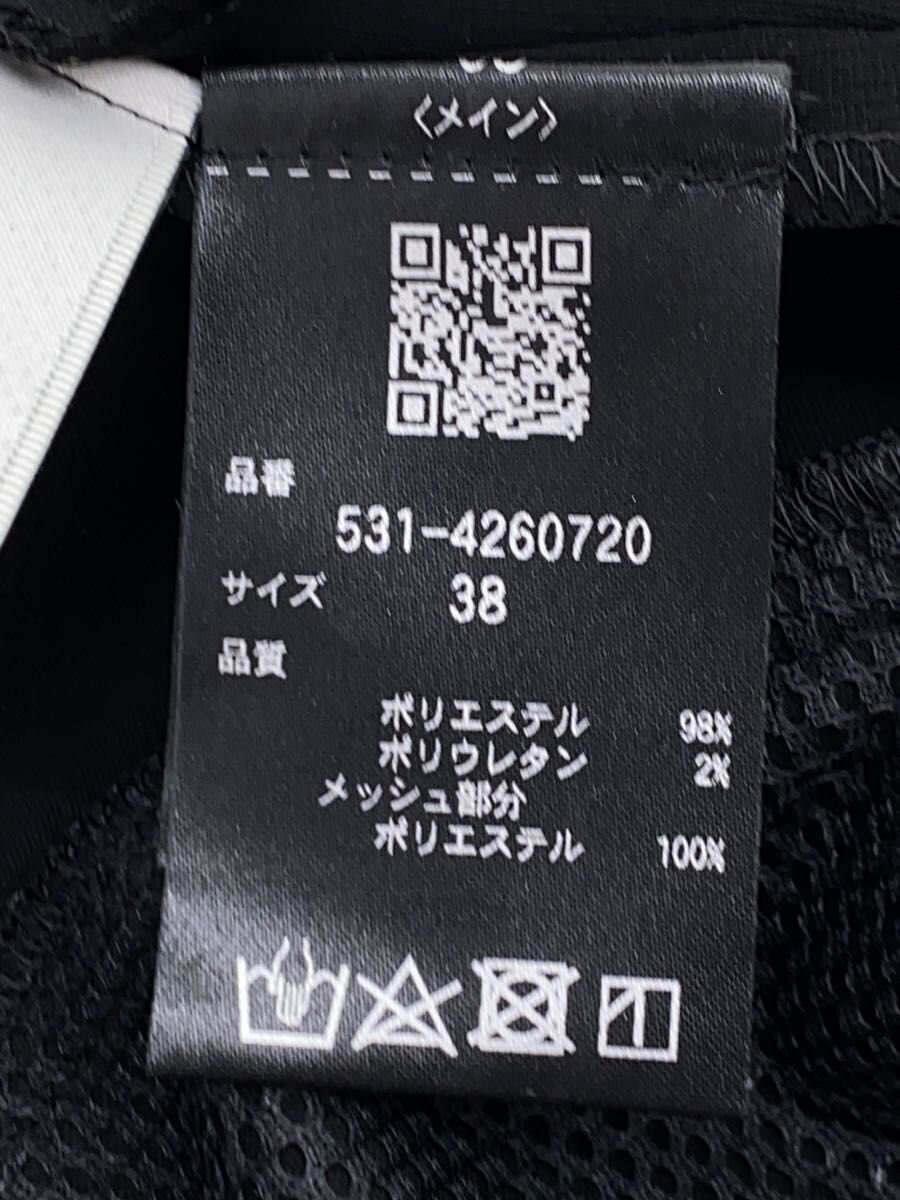 〈メイン〉
品番
531-4260720
サイズ 38
品質
ポリエステル 98%
ポリウレタン 2%
メッシュ部分
ポリエステル 100%